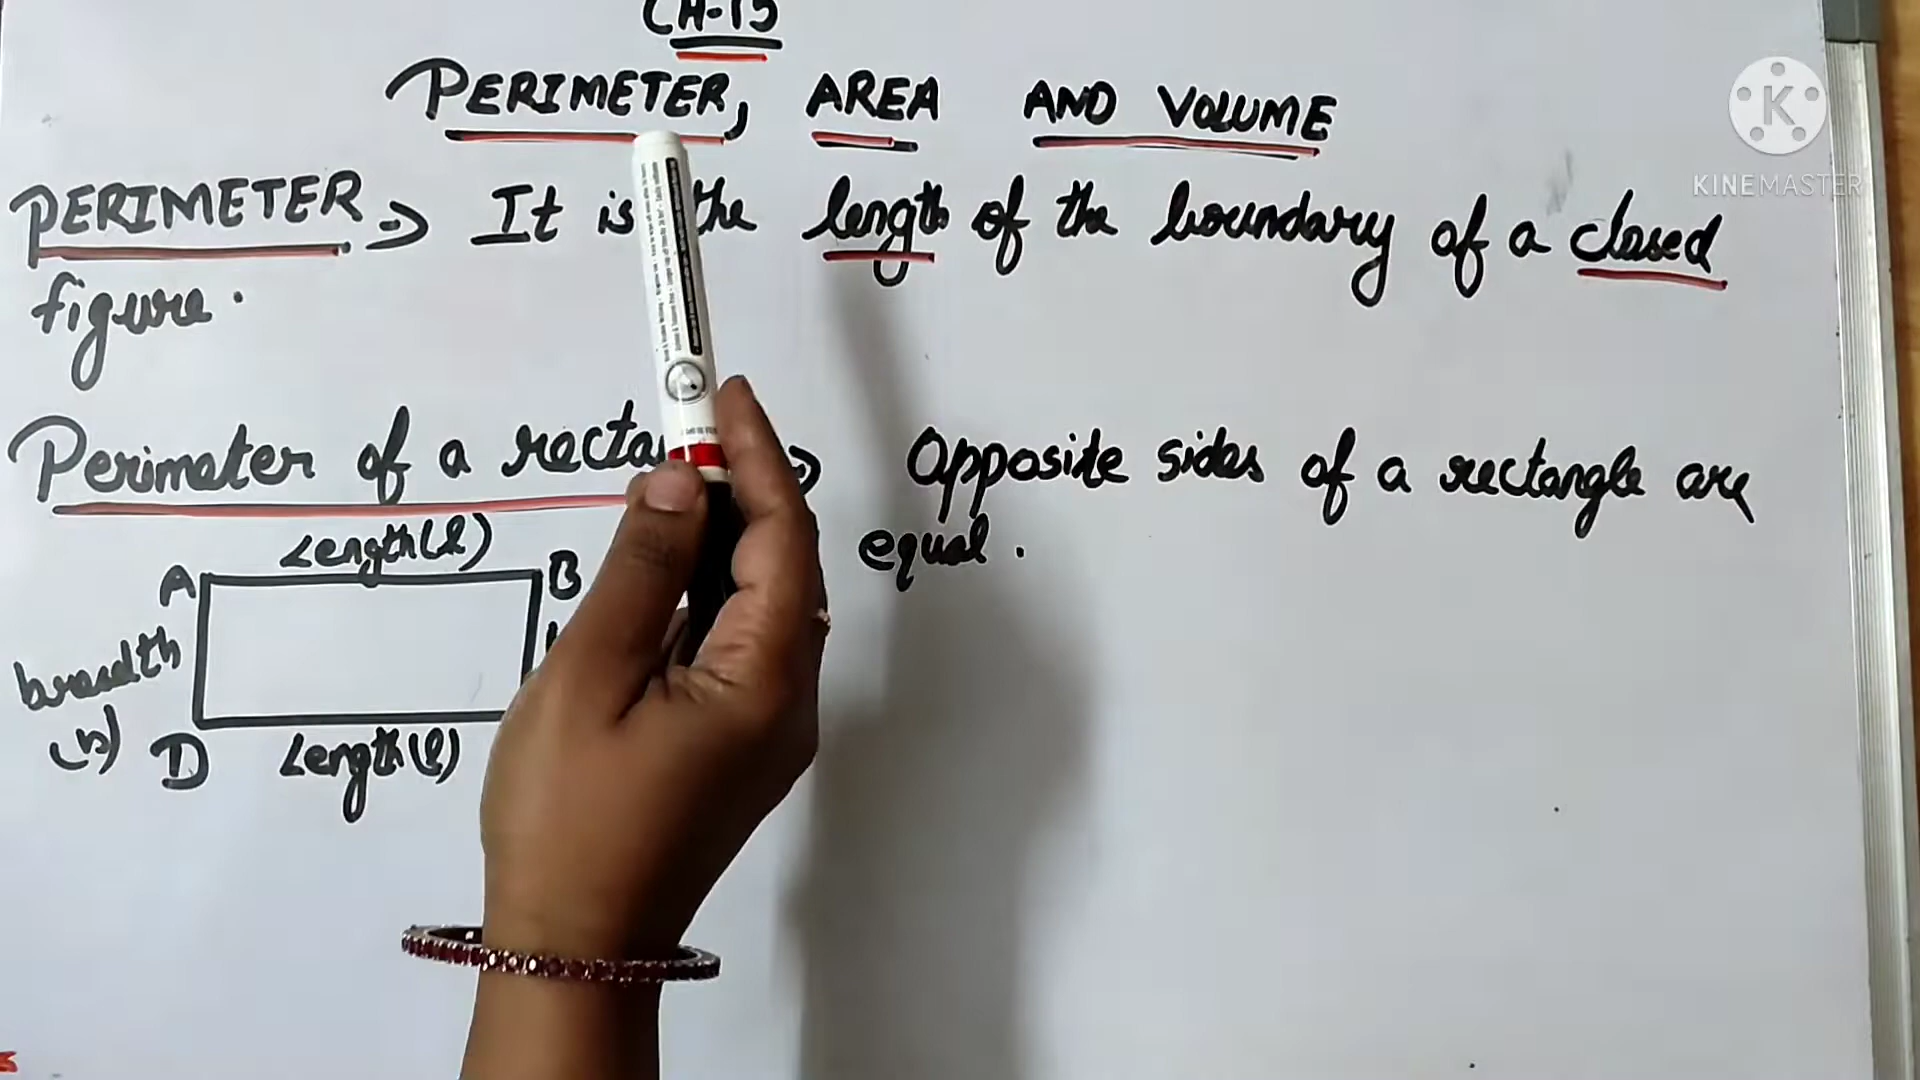 CH-15
PERIMETER, AREA AND VOLUME
PERIMETER => It is the length of the boundary of a closed
figure.
Perimeter of a => Opposite sides of a rectangle are
equal.
Length(l)
A B
breadth
(b)
D Length(l)
K
KINEMASTER